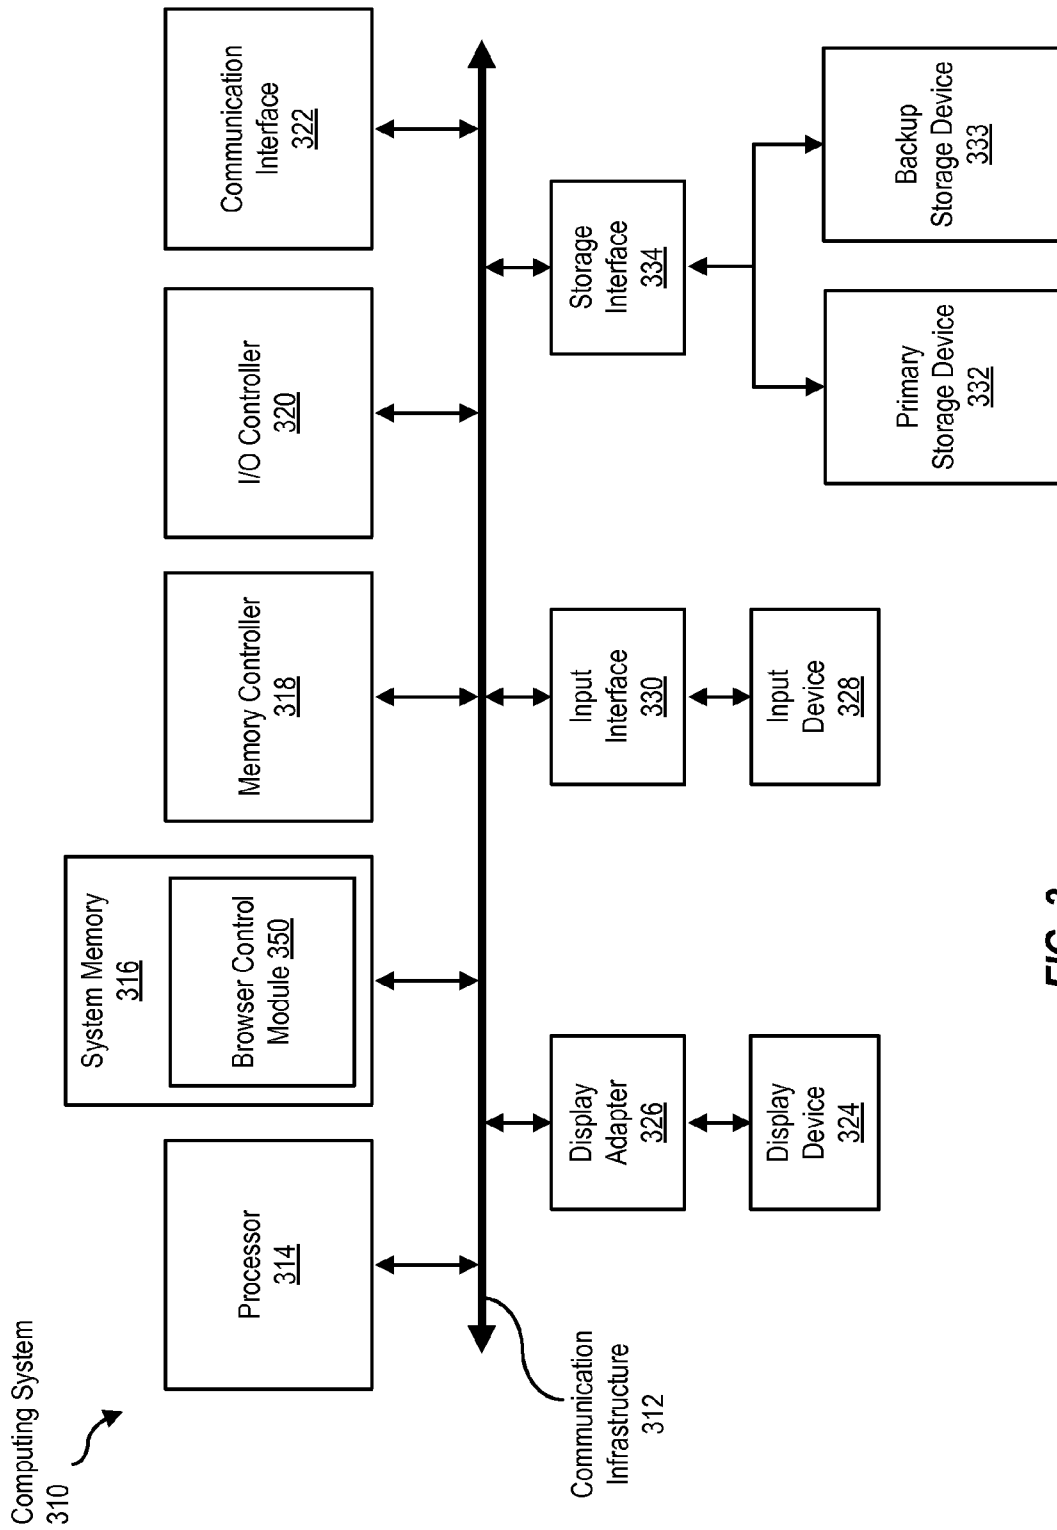 Computing System
310
Processor
314
System Memory
316
Browser Control
Module 350
Memory Controller
318
I/O Controller
320
Communication
Interface
322
Communication
Infrastructure
312
Display
Adapter
326
Input
Interface
330
Storage
Interface
334
Display
Device
324
Input
Device
328
Primary
Storage Device
332
Backup
Storage Device
333
FIG.